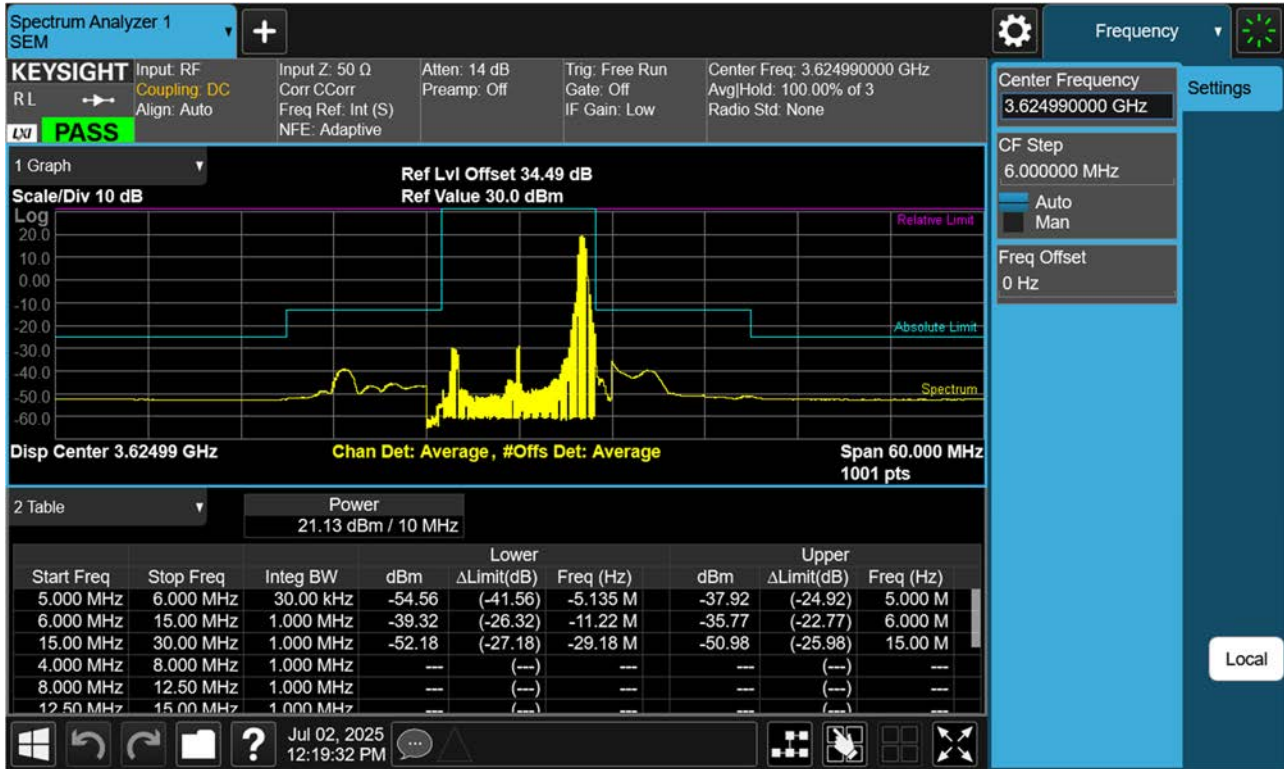 Spectrum Analyzer 1
SEM
Frequency
KEYSIGHT
RL
LXI
PASS
Input: RF
Coupling: DC
Align: Auto
Input Z: 50 Ω
Corr CCorr
Freq Ref: Int (S)
NFE: Adaptive
Atten: 14 dB
Preamp: Off
Trig: Free Run
Gate: Off
IF Gain: Low
Center Freq: 3.624990000 GHz
Avg|Hold: 100.00% of 3
Radio Std: None
Center Frequency
3.624990000 GHz
Settings
CF Step
6.000000 MHz
Auto
Man
Freq Offset
0 Hz
Local
1 Graph
Scale/Div 10 dB
Ref Lvl Offset 34.49 dB
Ref Value 30.0 dBm
Log
20.0
10.0
0.00
-10.0
-20.0
-30.0
-40.0
-50.0
-60.0
Relative Limit
Absolute Limit
Spectrum
Disp Center 3.62499 GHz
Chan Det: Average, #Offs Det: Average
Span 60.000 MHz
1001 pts
2 Table
Power
21.13 dBm / 10 MHz
Lower Upper
Start Freq Stop Freq Integ BW dBm ΔLimit(dB) Freq (Hz) dBm ΔLimit(dB) Freq (Hz)
5.000 MHz 6.000 MHz 30.00 kHz -54.56 (-41.56) -5.135 M -37.92 (-24.92) 5.000 M
6.000 MHz 15.00 MHz 1.000 MHz -39.32 (-26.32) -11.22 M -35.77 (-22.77) 6.000 M
15.00 MHz 30.00 MHz 1.000 MHz -52.18 (-27.18) -29.18 M -50.98 (-25.98) 15.00 M
4.000 MHz 8.000 MHz 1.000 MHz --- (---) --- --- (---) ---
8.000 MHz 12.50 MHz 1.000 MHz --- (---) --- --- (---) ---
12.50 MHz 15.00 MHz 1.000 MHz --- (---) --- --- (---) ---
?
Jul 02, 2025
12:19:32 PM